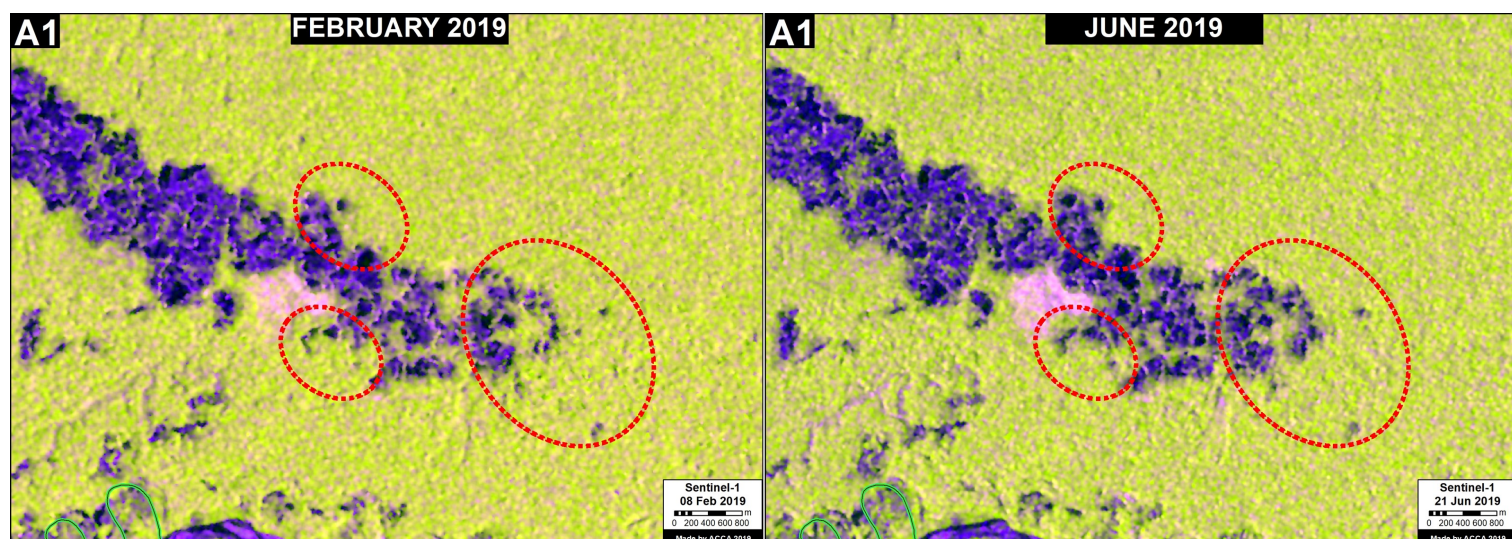 A1
FEBRUARY 2019
Sentinel-1
08 Feb 2019
m
0 200 400 600 800
Made by ACCA 2019
A1
JUNE 2019
Sentinel-1
21 Jun 2019
m
0 200 400 600 800
Made by ACCA 2019